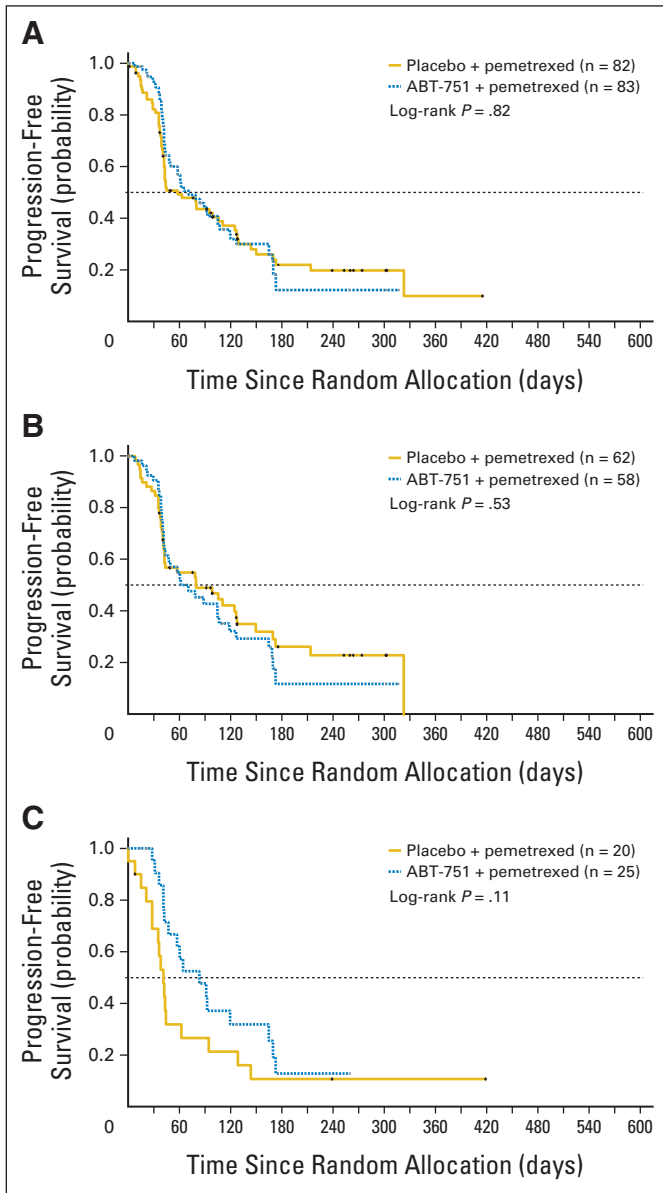 A
Placebo + pemetrexed (n = 82)
ABT-751 + pemetrexed (n = 83)
Log-rank P = .82
Progression-Free
Survival (probability)
1.0
0.8
0.6
0.4
0.2
0 60 120 180 240 300 360 420 480 540 600
Time Since Random Allocation (days)
B
Placebo + pemetrexed (n = 62)
ABT-751 + pemetrexed (n = 58)
Log-rank P = .53
Progression-Free
Survival (probability)
1.0
0.8
0.6
0.4
0.2
0 60 120 180 240 300 360 420 480 540 600
Time Since Random Allocation (days)
C
Placebo + pemetrexed (n = 20)
ABT-751 + pemetrexed (n = 25)
Log-rank P = .11
Progression-Free
Survival (probability)
1.0
0.8
0.6
0.4
0.2
0 60 120 180 240 300 360 420 480 540 600
Time Since Random Allocation (days)